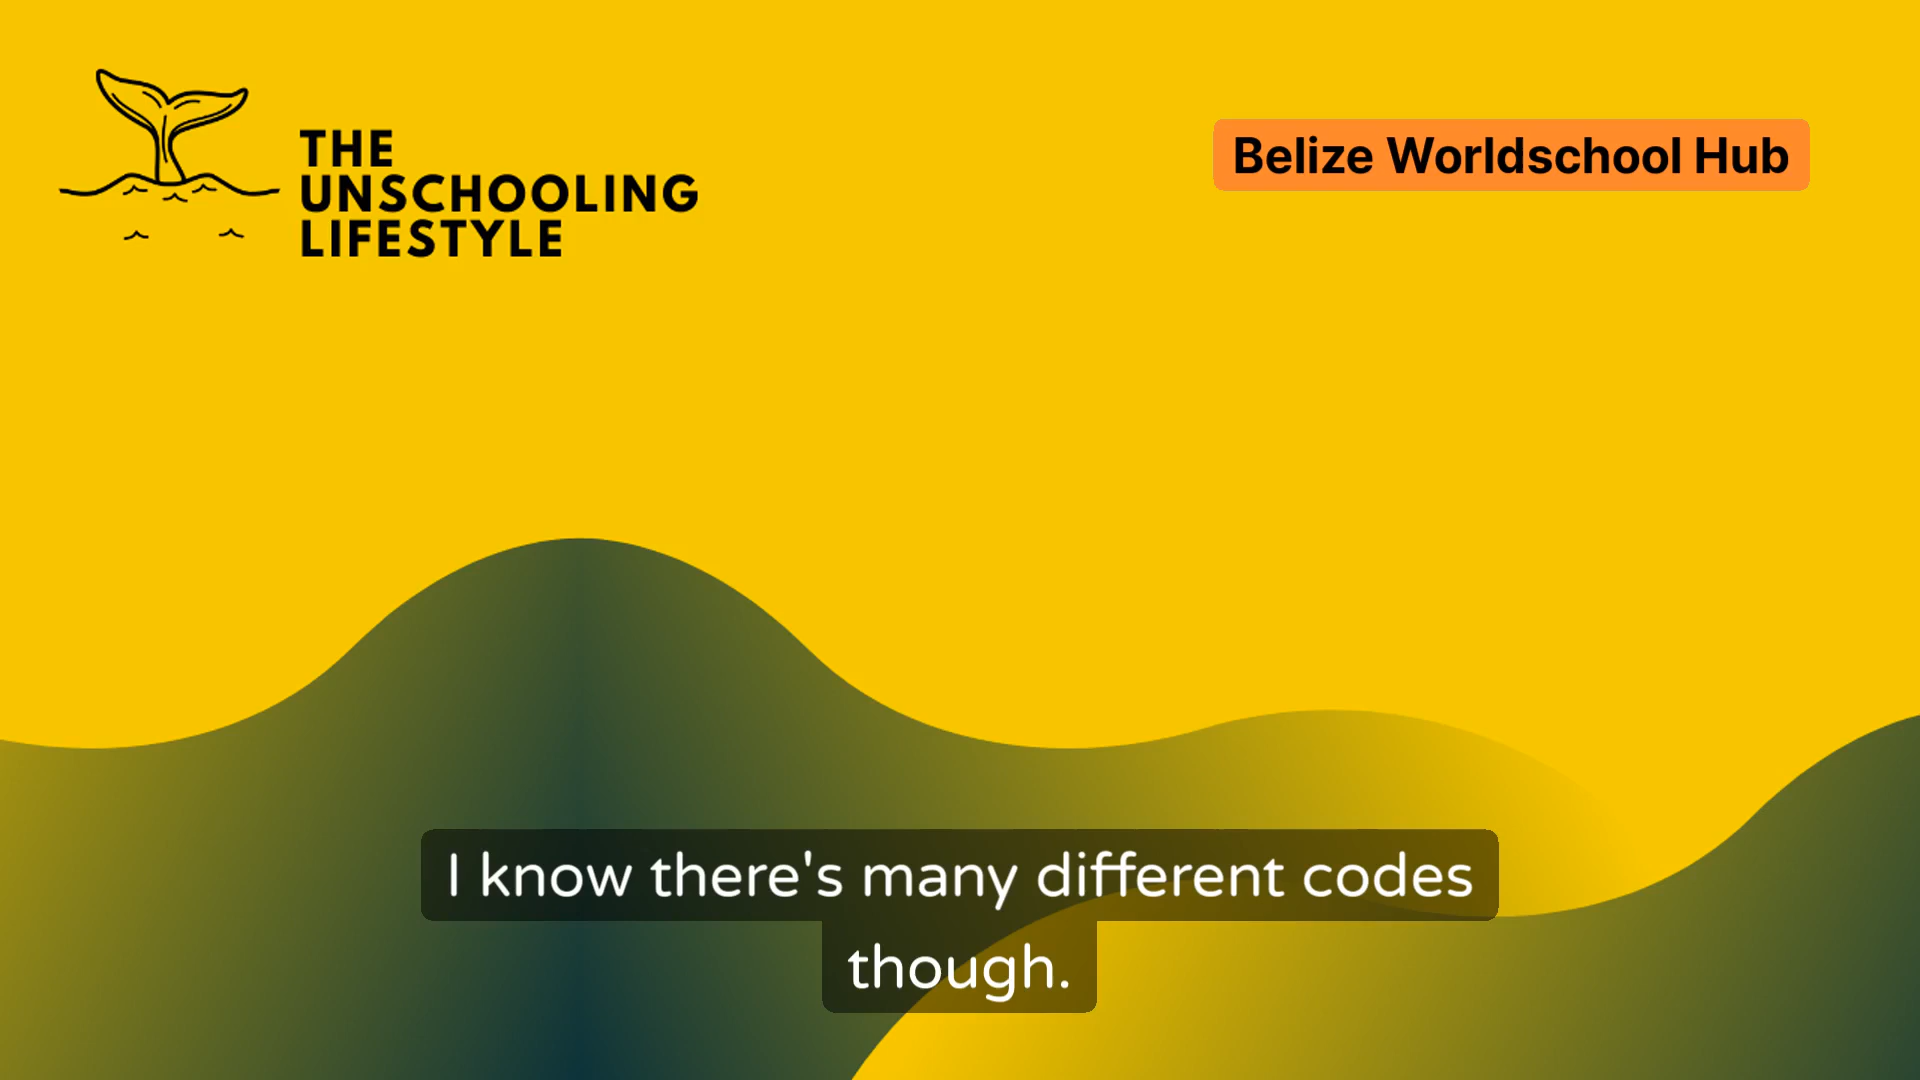 THE
UNSCHOOLING
LIFESTYLE
Belize Worldschool Hub
I know there's many different codes
though.